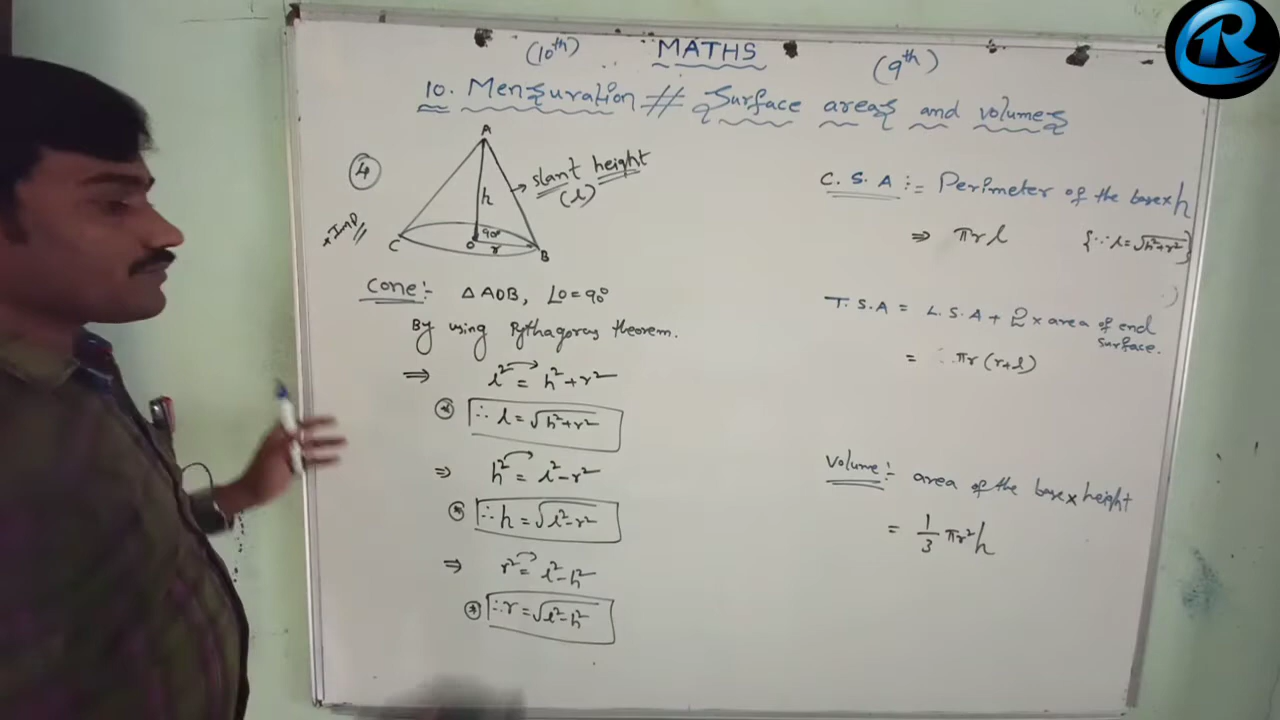 (10th) MATHS (9th)
10. Mensuration // Surface areas and volumes
4
*Imp//
A
h
slant height
(l)
C O 90° r B
Cone:- △AOB, ∟O=90°
By using Pythagoras theorem.
⇒ l² = h²+r²
* ∴ l = √h²+r²
⇒ h² = l²-r²
* ∴ h = √l²-r²
⇒ r² = l²-h²
* ∴ r = √l²-h²
C.S.A := Perimeter of the base×h
⇒ πrl {∵ l=√h²+r²}
T.S.A = L.S.A + 2 × area of end
surface.
= πr(r+l)
Volume:- area of the base×height
= 1/3 πr²h
R